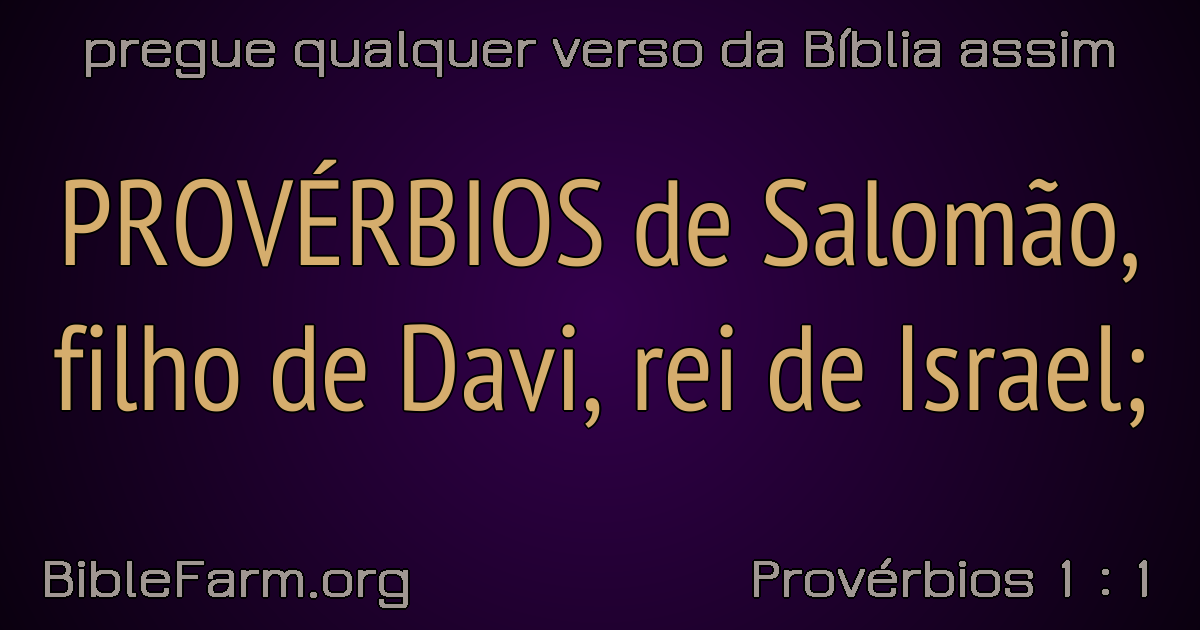 pregue qualquer verso da Bíblia assim
PROVÉRBIOS de Salomão,
filho de Davi, rei de Israel;
BibleFarm.org
Provérbios 1 : 1